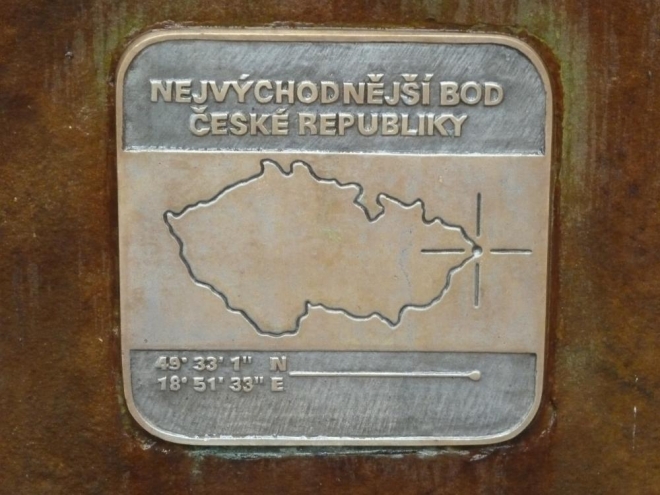 NEJVÝCHODNĚJŠÍ BOD
ČESKÉ REPUBLIKY
49° 33' 1" N
18° 51' 33" E